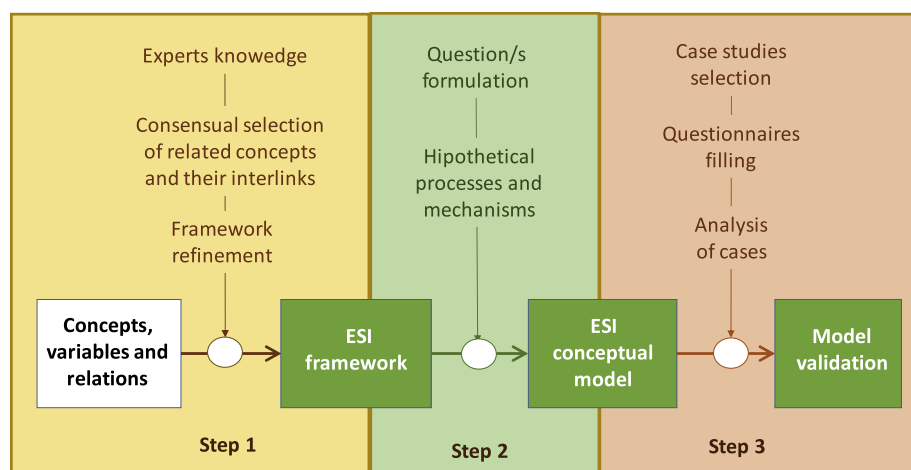 Experts knowedge
Consensual selection
of related concepts
and their interlinks
Framework
refinement
Concepts,
variables and
relations
ESI
framework
Step 1
Question/s
formulation
Hipothetical
processes and
mechanisms
ESI
conceptual
model
Step 2
Case studies
selection
Questionnaires
filling
Analysis
of cases
Model
validation
Step 3